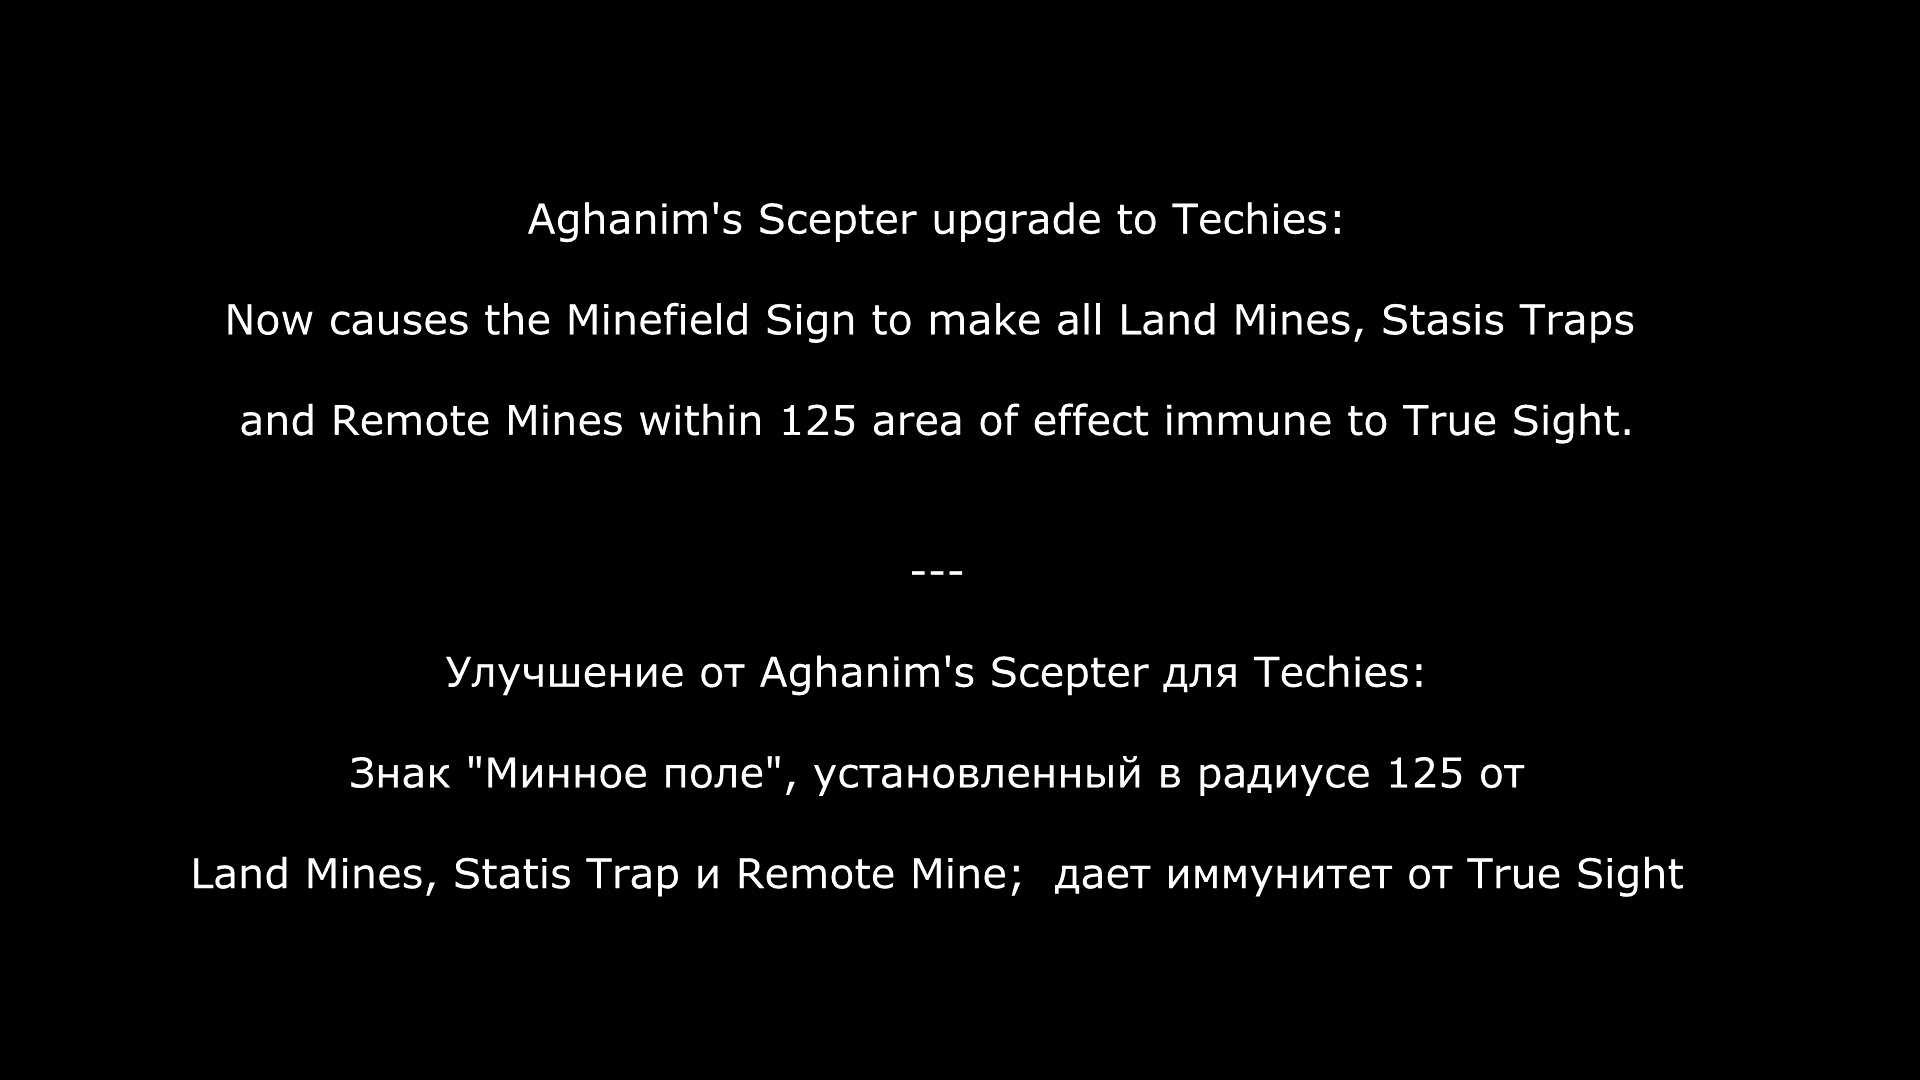 Aghanim's Scepter upgrade to Techies:
Now causes the Minefield Sign to make all Land Mines, Stasis Traps
and Remote Mines within 125 area of effect immune to True Sight.
---
Улучшение от Aghanim's Scepter для Techies:
Знак "Минное поле", установленный в радиусе 125 от
Land Mines, Statis Trap и Remote Mine;  дает иммунитет от True Sight